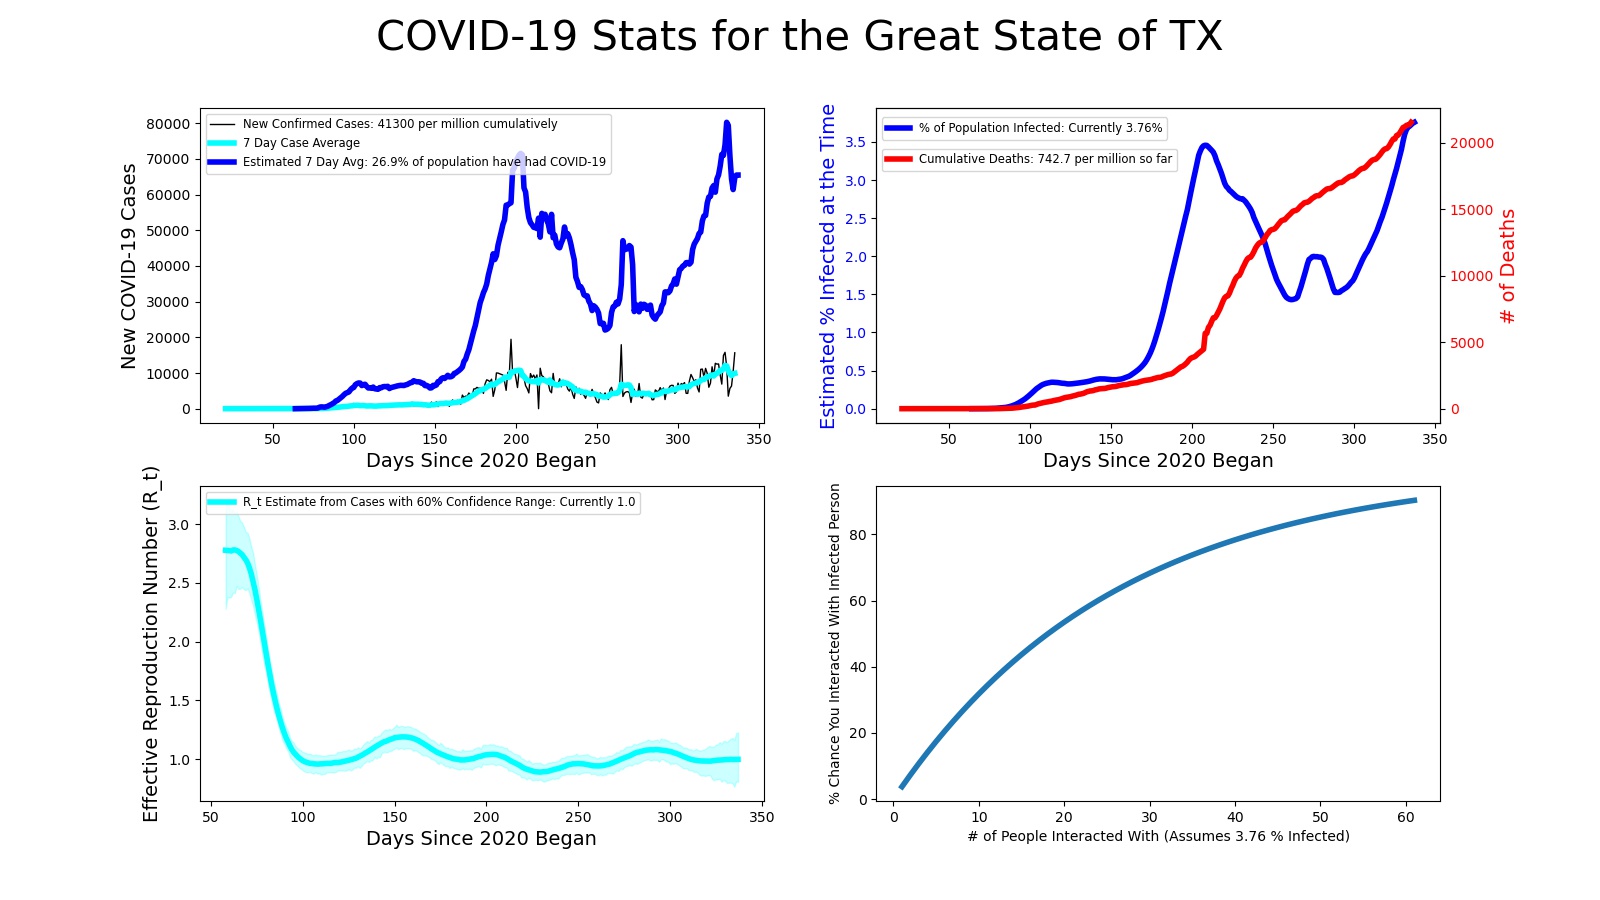 COVID-19 Stats for the Great State of TX
New COVID-19 Cases
80000
70000
60000
50000
40000
30000
20000
10000
0
New Confirmed Cases: 41300 per million cumulatively
7 Day Case Average
Estimated 7 Day Avg: 26.9% of population have had COVID-19
50 100 150 200 250 300 350
Days Since 2020 Began
Estimated % Infected at the Time
3.5
3.0
2.5
2.0
1.5
1.0
0.5
0.0
% of Population Infected: Currently 3.76%
Cumulative Deaths: 742.7 per million so far
20000
15000
10000
5000
0
# of Deaths
50 100 150 200 250 300 350
Days Since 2020 Began
Effective Reproduction Number (R_t)
3.0
2.5
2.0
1.5
1.0
R_t Estimate from Cases with 60% Confidence Range: Currently 1.0
50 100 150 200 250 300 350
Days Since 2020 Began
% Chance You Interacted With Infected Person
80
60
40
20
0
0 10 20 30 40 50 60
# of People Interacted With (Assumes 3.76 % Infected)